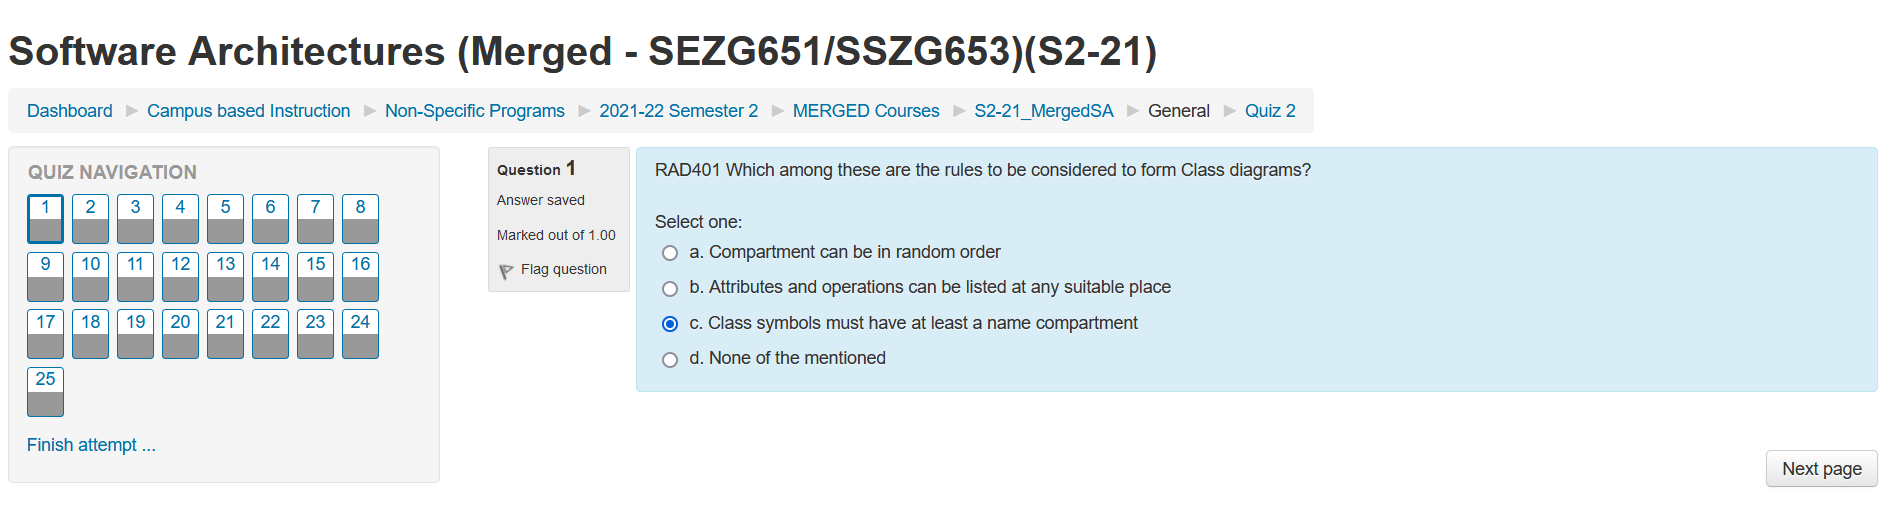 Software Architectures (Merged - SEZG651/SSZG653)(S2-21)
Dashboard Campus based Instruction Non-Specific Programs 2021-22 Semester 2 MERGED Courses S2-21_MergedSA General Quiz 2
QUIZ NAVIGATION
1 2 3 4 5 6 7 8
9 10 11 12 13 14 15 16
17 18 19 20 21 22 23 24
25
Finish attempt ...
Question 1
Answer saved
Marked out of 1.00
Flag question
RAD401 Which among these are the rules to be considered to form Class diagrams?
Select one:
a. Compartment can be in random order
b. Attributes and operations can be listed at any suitable place
c. Class symbols must have at least a name compartment
d. None of the mentioned
Next page